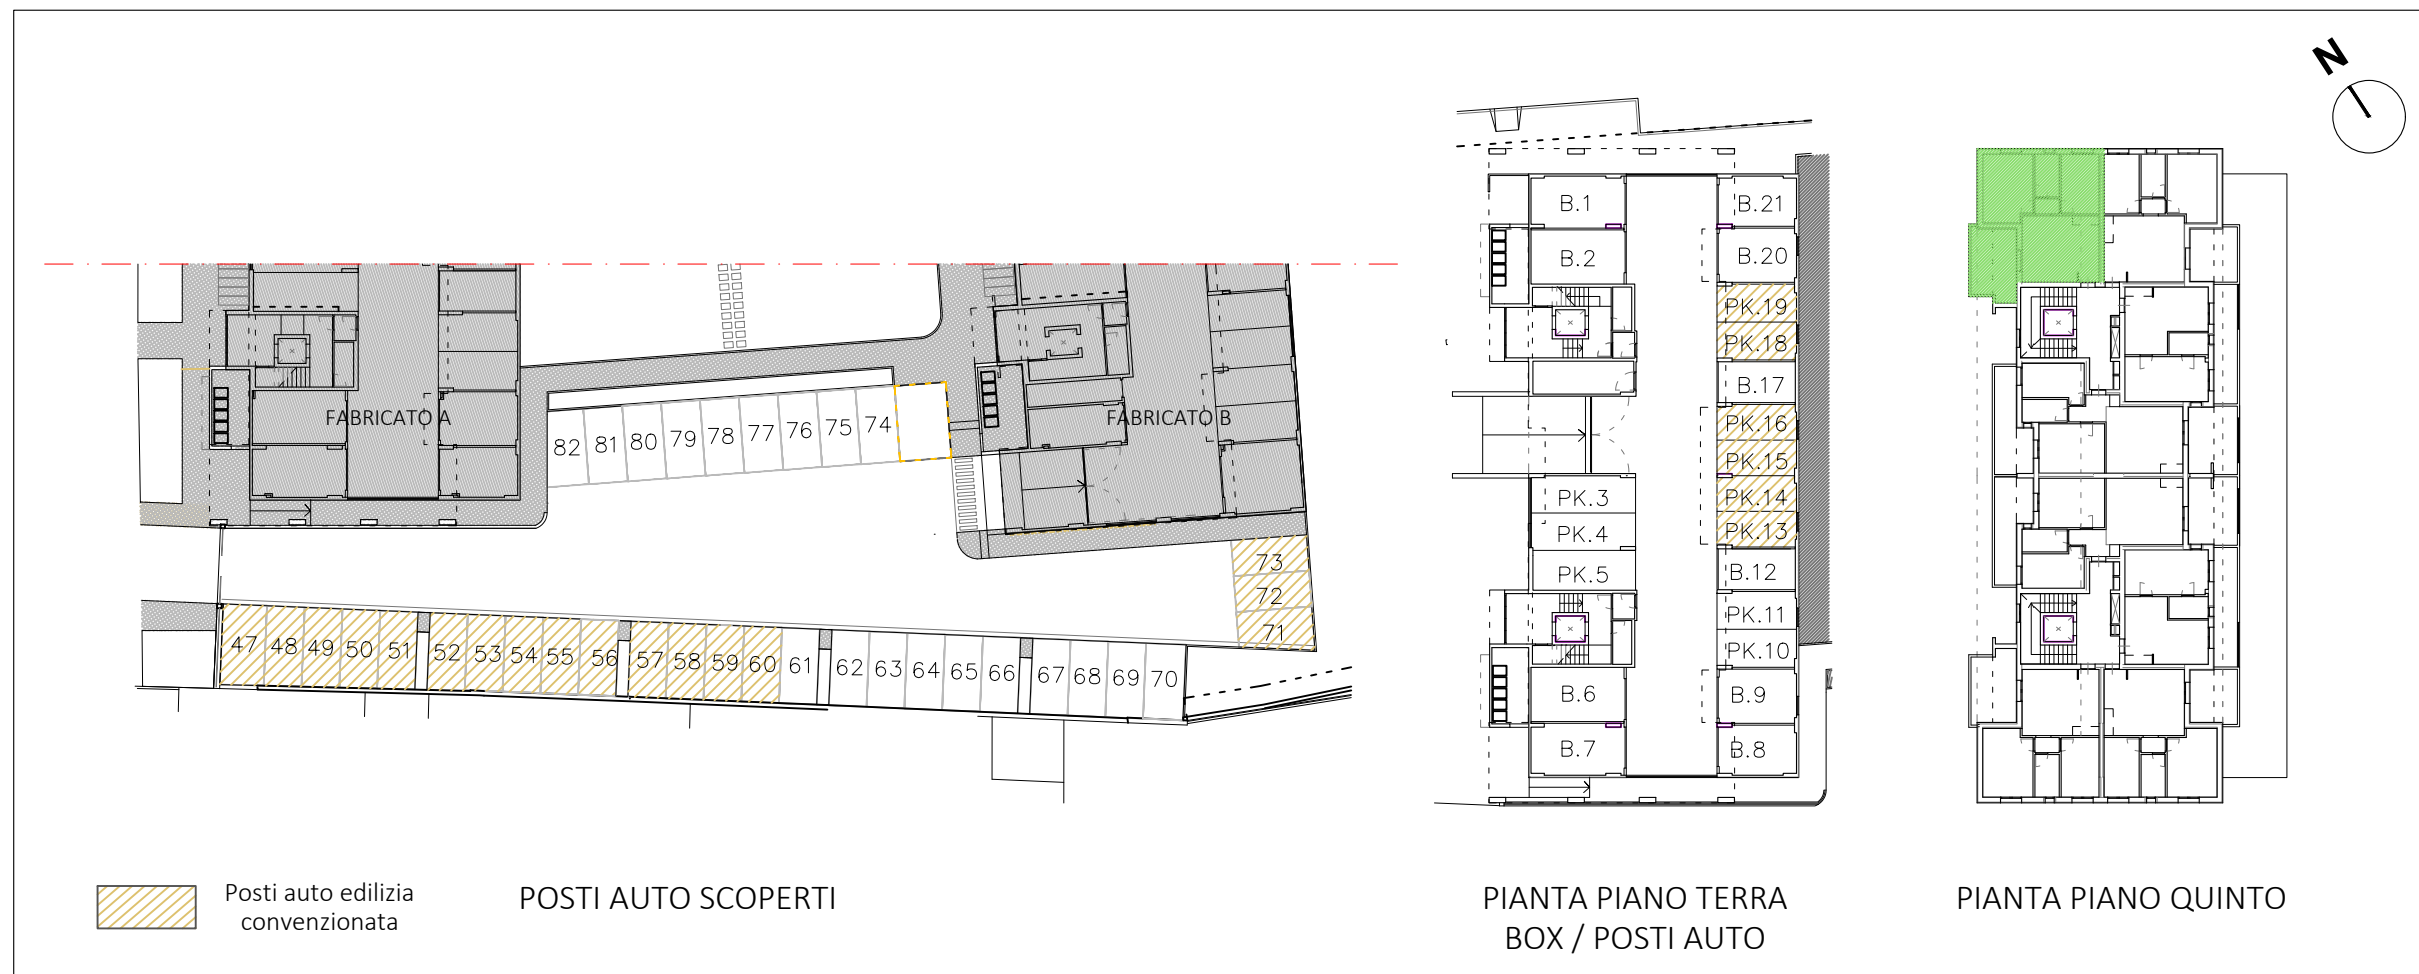 N
B.1
B.21
B.2
B.20
PK.19
PK.18
B.17
PK.16
PK.15
PK.3
PK.14
PK.4
PK.13
PK.5
B.12
PK.11
PK.10
B.6
B.9
B.7
B.8
FABRICATO A
FABRICATO B
82 81 80 79 78 77 76 75 74
73
72
71
47 48 49 50 51 52 53 54 55 56 57 58 59 60 61 62 63 64 65 66 67 68 69 70
Posti auto edilizia
convenzionata
POSTI AUTO SCOPERTI
PIANTA PIANO TERRA
BOX / POSTI AUTO
PIANTA PIANO QUINTO